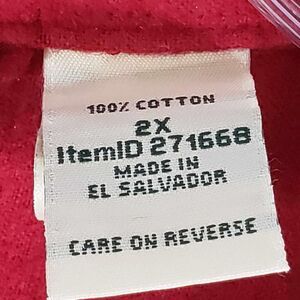 100% COTTON
2X
ItemID 271668
MADE IN
EL SALVADOR
CARE ON REVERSE